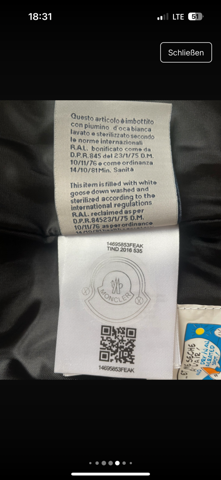 18:31
LTE 51
Schließen
Questo articolo è imbottito
con piumino d'oca bianca
lavato e sterilizzato secondo
le norme internazionali
R.A.L. bonificato come da
D.P.R.845 del 23/1/75 D.M.
10/11/76 e come ordinanza
14/10/81 Min. Sanità
This item is filled with white
goose down washed and
sterilized according to the
international regulations
R.A.L. reclaimed as per
D.P.R.84523/1/75 D.M.
10/11/76 as per ordinance
14695853FEAK
TIND 2016 535
MONCLER
14695853FEAK